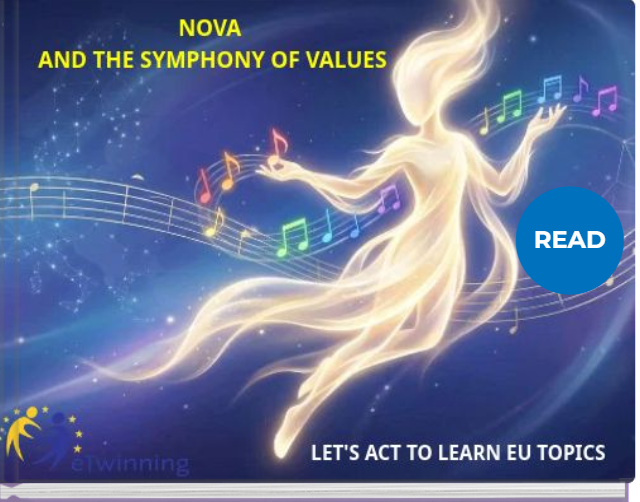 NOVA
AND THE SYMPHONY OF VALUES
READ
LET'S ACT TO LEARN EU TOPICS
eTwinning